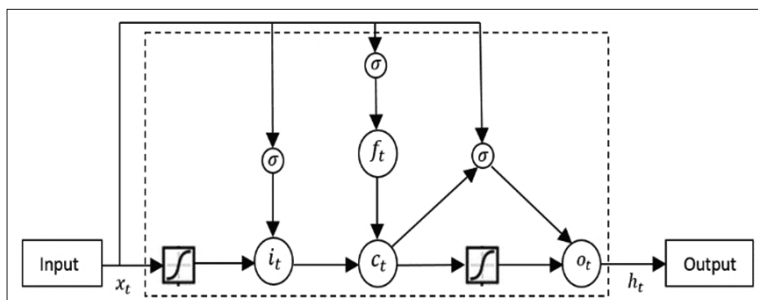 σ
f_t
σ
σ
Input
x_t
i_t
c_t
o_t
h_t
Output